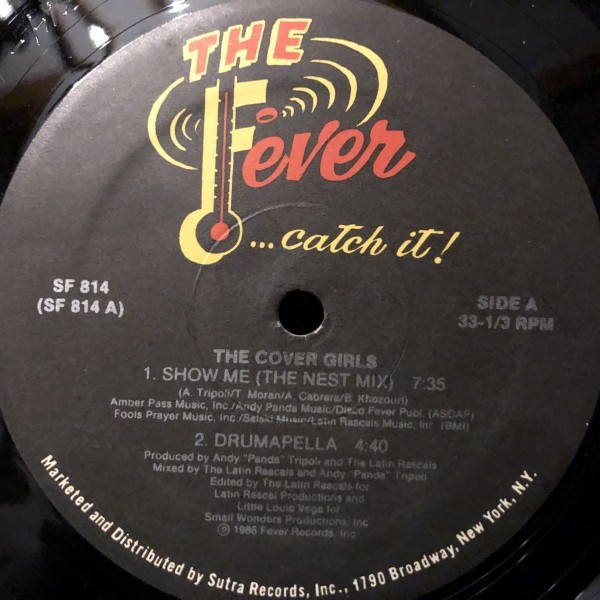 THE
Fever
...catch it!
SF 814
(SF 814 A)
SIDE A
33-1/3 RPM
THE COVER GIRLS
1. SHOW ME (THE NEST MIX) 7:35
(A. Tripoli/T. Moran/A. Cabrera/B. Khozouri)
Amber Pass Music, Inc./Andy Panda Music/Disco Fever Publ. (ASCAP)
Fools Prayer Music, Inc./Salski Music/Latin Rascals Music, Inc. (BMI)
2. DRUMAPELLA 4:40
Produced by Andy "Panda" Tripoli and The Latin Rascals
Mixed by The Latin Rascals and Andy "Panda" Tripoli
Edited by The Latin Rascals for
Latin Rascal Productions and
Little Louie Vega for
Small Wonders Productions, Inc.
Ⓟ 1986 Fever Records, Inc.
Marketed and Distributed by Sutra Records, Inc., 1790 Broadway, New York, N.Y.